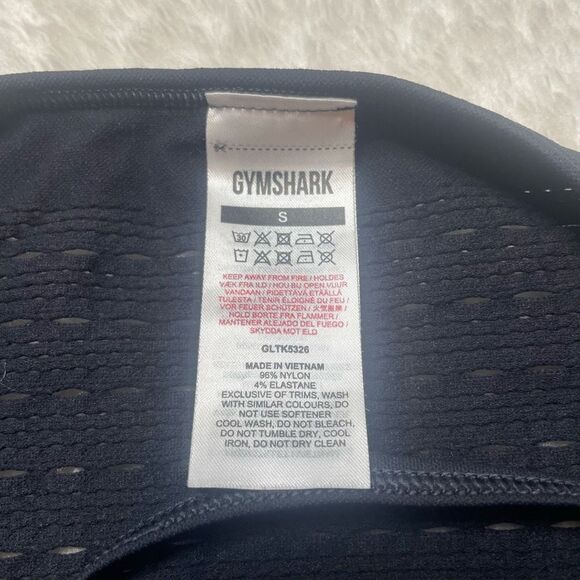 GYMSHARK
S
30
KEEP AWAY FROM FIRE / HOLDES
VÆK FRA ILD / HOU BU OPEN VUUR
VANDAAN / PIDETTÄVÄ ETÄÄLLÄ
TULESTA / TENIR ÉLOIGNÉ DU FEU /
VOR FEUER SCHÜTZEN / 火気厳禁 /
HOLD BORTE FRA FLAMMER /
MANTENER ALEJADO DEL FUEGO /
SKYDDA MOT ELD
GLTK5326
MADE IN VIETNAM
96% NYLON
4% ELASTANE
EXCLUSIVE OF TRIMS, WASH
WITH SIMILAR COLOURS, DO
NOT USE SOFTENER
COOL WASH, DO NOT BLEACH,
DO NOT TUMBLE DRY, COOL
IRON, DO NOT DRY CLEAN